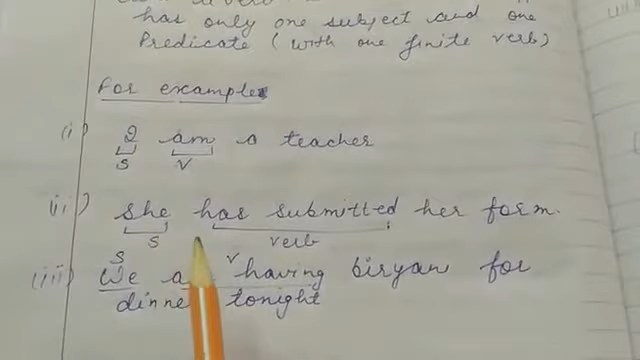 has only one subject and one
Predicate (with one finite verb)
For example
(i) I am a teacher
S V
ii) she has submitted her form.
S verb
S V
(iii) We having biryani for
dinne tonight